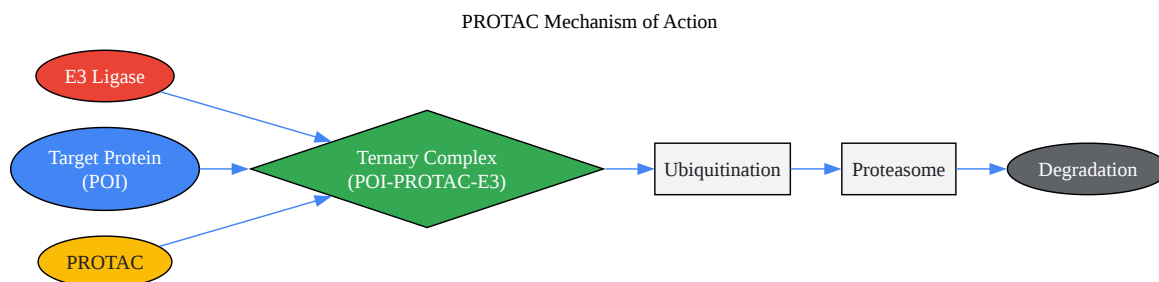 PROTAC Mechanism of Action
E3 Ligase
Target Protein
(POI)
PROTAC
Ternary Complex
(POI-PROTAC-E3)
Ubiquitination
Proteasome
Degradation